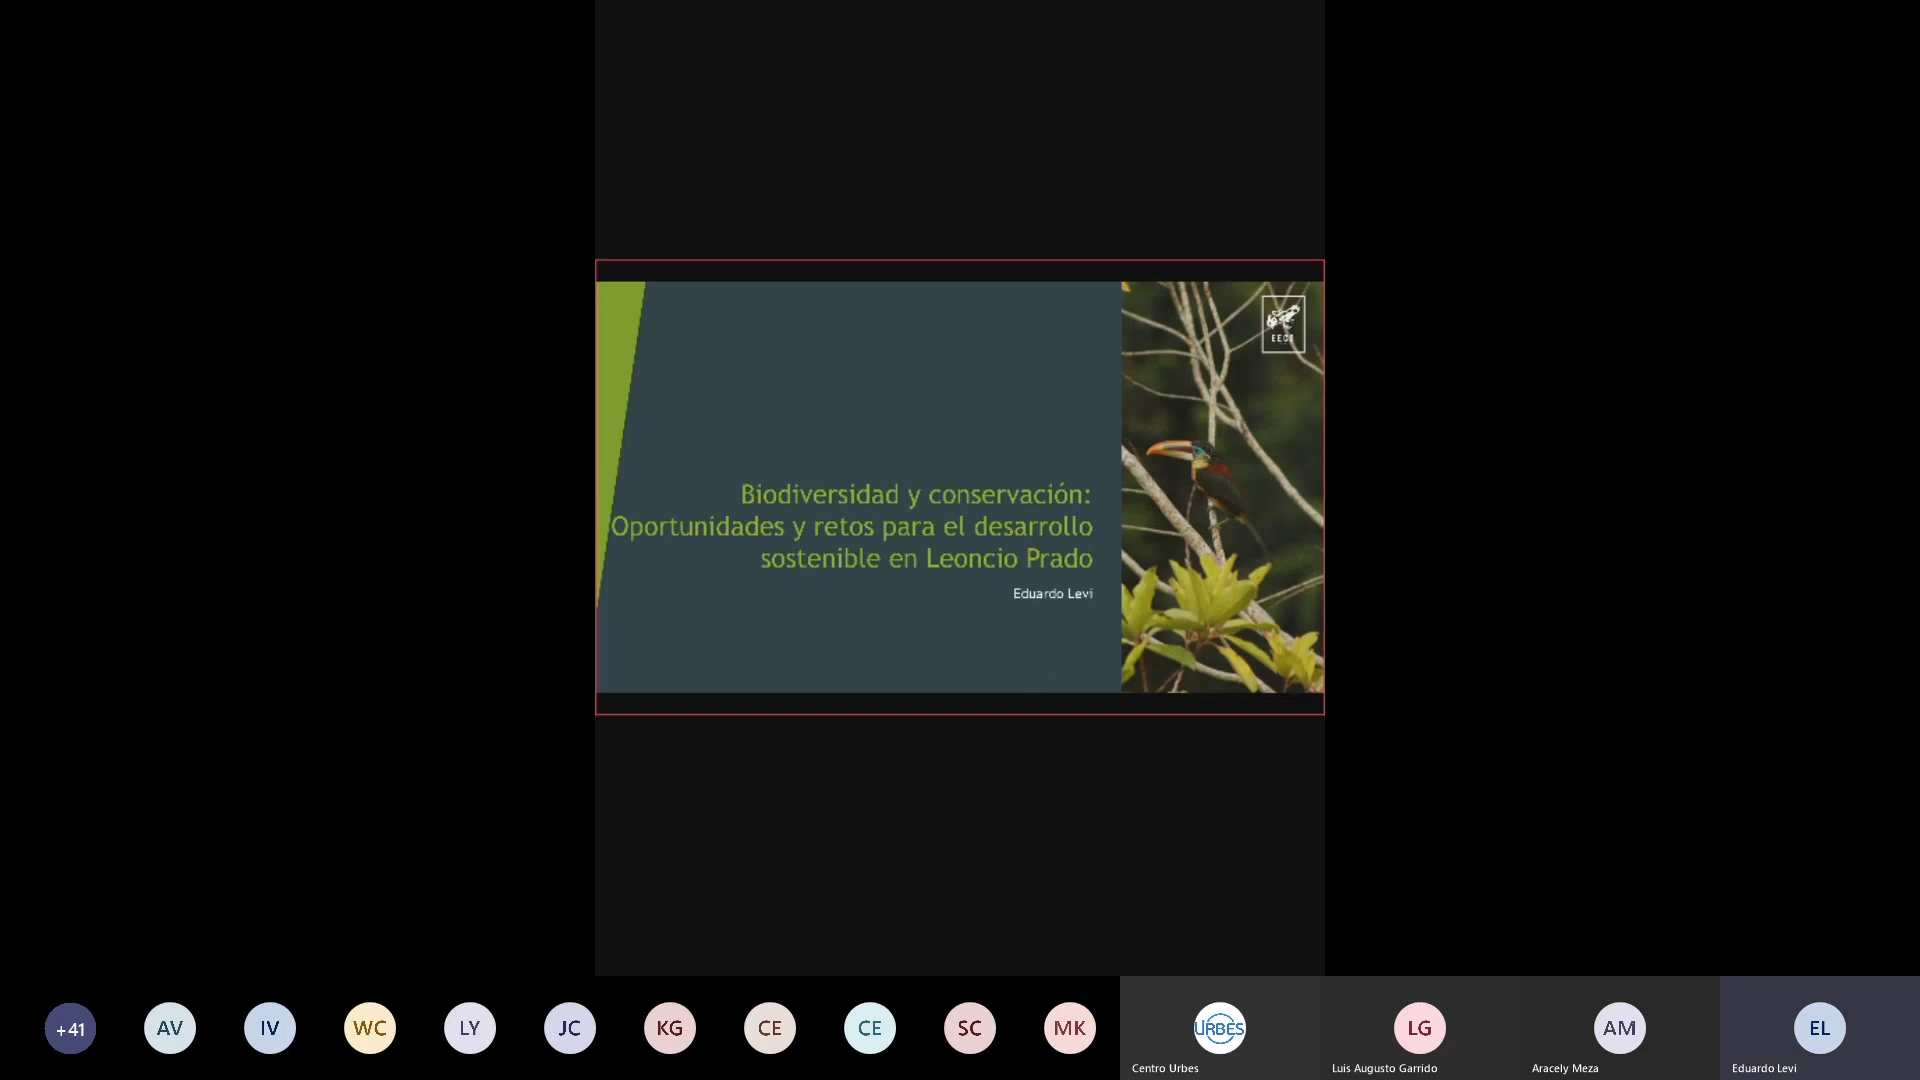 EECO
Biodiversidad y conservación:
Oportunidades y retos para el desarrollo
sostenible en Leoncio Prado
Eduardo Levi
+41
AV
IV
WC
LY
JC
KG
CE
CE
SC
MK
URBES
LG
AM
EL
Centro Urbes
Luis Augusto Garrido
Aracely Meza
Eduardo Levi